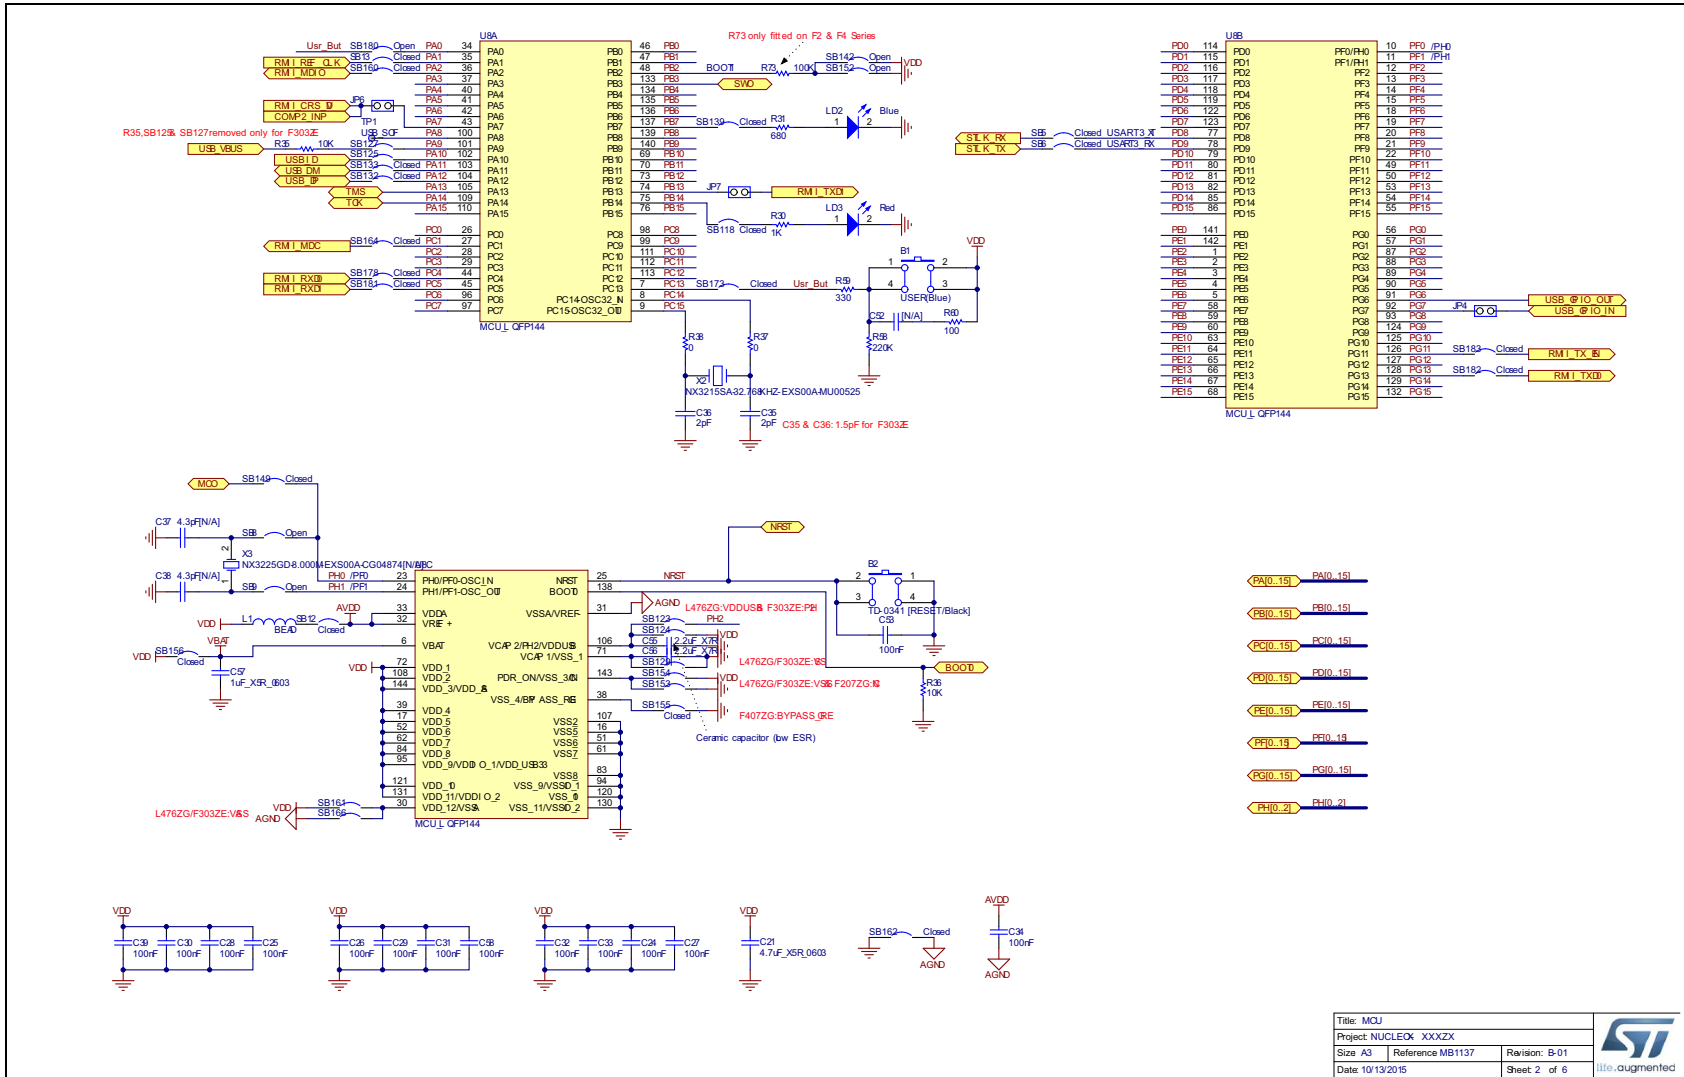 R73 only fitted on F2 & F4 Series
U8A
Usr_But SB180 Open PA0 34 PA0 PB0 46 PB0
SB13 Closed PA1 35 PA1 PB1 47 PB1
RMII_REF_CLK
RMII_MDIO SB160 Closed PA2 36 PA2 PB2 48 PB2 BOOT1 R73 100K
SB142 Open VDD
SB152 Open
PA3 37 PA3 PB3 133 PB3 SWO
PA4 40 PA4 PB4 134 PB4
RMII_CRS_DV JP6 PA5 41 PA5 PB5 135 PB5
COMP2_INP PA6 42 PA6 PB6 136 PB6
TP1 PA7 43 PA7 PB7 137 PB7 SB139 Closed R31 680 LD2 1 2 Blue
R35,SB125& SB127removed only for F303ZE
USB_SOF PA8 100 PA8 PB8 139 PB8
USB_VBUS R35 10K SB127 PA9 101 PA9 PB9 140 PB9
USB ID SB125 PA10 102 PA10 PB10 69 PB10
USB DM SB133 Closed PA11 103 PA11 PB11 70 PB11
USB_DP SB132 Closed PA12 104 PA12 PB12 73 PB12
TMS PA13 105 PA13 PB13 74 PB13 JP7 RMII_TXD1
TCK PA14 109 PA14 PB14 75 PB14
PA15 110 PA15 PB15 76 PB15
SB118 Closed R30 1K LD3 1 2 Red
PC0 26 PC0 PC8 98 PC8
RMII_MDC SB164 Closed PC1 27 PC1 PC9 99 PC9
PC2 28 PC2 PC10 111 PC10
PC3 29 PC3 PC11 112 PC11
RMII_RXD0 SB178 Closed PC4 44 PC4 PC12 113 PC12
RMII_RXD1 SB181 Closed PC5 45 PC5 PC13 7 PC13 SB173 Closed Usr_But R59 330
PC6 96 PC6 PC14-OSC32_IN 8 PC14
PC7 97 PC7 PC15-OSC32_OUT 9 PC15
MCU_LQFP144
VDD
B1
1 2
4 3
USER(Blue)
C52 [N/A] R60 100
R58 220K
R38 0
R37 0
X2
NX3215SA-32.768KHZ-EXS00A-MU00525
C36 2pF
C35 2pF
C35 & C36: 1.5pF for F303ZE
U8B
PD0 114 PD0 PF0/PH0 10 PF0 /PH0
PD1 115 PD1 PF1/PH1 11 PF1 /PH1
PD2 116 PD2 PF2 12 PF2
PD3 117 PD3 PF3 13 PF3
PD4 118 PD4 PF4 14 PF4
PD5 119 PD5 PF5 15 PF5
PD6 122 PD6 PF6 18 PF6
PD7 123 PD7 PF7 19 PF7
STLK_RX SB5 Closed USART3_TX PD8 77 PD8 PF8 20 PF8
STLK_TX SB6 Closed USART3_RX PD9 78 PD9 PF9 21 PF9
PD10 79 PD10 PF10 22 PF10
PD11 80 PD11 PF11 49 PF11
PD12 81 PD12 PF12 50 PF12
PD13 82 PD13 PF13 53 PF13
PD14 85 PD14 PF14 54 PF14
PD15 86 PD15 PF15 55 PF15
PE0 141 PE0 PG0 56 PG0
PE1 142 PE1 PG1 57 PG1
PE2 1 PE2 PG2 87 PG2
PE3 2 PE3 PG3 88 PG3
PE4 3 PE4 PG4 89 PG4
PE5 4 PE5 PG5 90 PG5
PE6 5 PE6 PG6 91 PG6 USB_GPIO_OUT
PE7 58 PE7 PG7 92 PG7 JP4 USB_GPIO_IN
PE8 59 PE8 PG8 93 PG8
PE9 60 PE9 PG9 124 PG9
PE10 63 PE10 PG10 125 PG10
PE11 64 PE11 PG11 126 PG11 SB183 Closed RMII_TX_EN
PE12 65 PE12 PG12 127 PG12
PE13 66 PE13 PG13 128 PG13 SB182 Closed RMII_TXD0
PE14 67 PE14 PG14 129 PG14
PE15 68 PE15 PG15 132 PG15
MCU_LQFP144
MCO SB149 Closed
C37 4.3pF[N/A]
SB8 Open
2
X3
NX3225GD-8.000M-EXS00A-CG04874[N/A]
1
C38 4.3pF[N/A]
SB9 Open
U8C
PH0 /PF0 23 PH0/PF0-OSC_IN NRST 25 NRST
PH1 /PF1 24 PH1/PF1-OSC_OUT BOOT0 138
NRST
B2
2 1
3 4
TD-0341 [RESET/Black]
C53
100nF
AVDD 33 VDDA VSSA/VREF- 31 AGND
VDD L1 BEAD SB12 Closed 32 VREF+
L476ZG:VDDUSB& F303ZE:PH2
SB123 PH2
SB124 VDD
VBAT 6 VBAT VCAP2/PH2/VDDUSB 106 C55 2.2uF_X7R
VCAP1/VSS_1 71 C56 2.2uF_X7R
VDD SB156 Closed
C57
1uF_X5R_0603
SB129 L476ZG/F303ZE:VSS
VDD 72 VDD_1
108 VDD_2 PDR_ON/VSS_3/ON 143 SB154 VDD
144 VDD_3/VDD_SA SB153 L476ZG/F303ZE:VSS& F207ZG:NC
VSS_4/BYPASS_REG 38 SB155 Closed
F407ZG:BYPASS_REG
Ceramic capacitor (low ESR)
BOOT0
R36 10K
39 VDD_4
17 VDD_5 VSS2 107
52 VDD_6 VSS5 16
62 VDD_7 VSS6 51
84 VDD_8 VSS7 61
95 VDD_9/VDDIO_1/VDD_USB33
VSS8 83
121 VDD_10 VSS_9/VSSD_1 94
131 VDD_11/VDDIO_2 VSS_10 120
30 VDD_12/VSSA VSS_11/VSSD_2 130
MCU_LQFP144
L476ZG/F303ZE:VSSA
VDD SB161
AGND SB166
PA[0..15] PA[0..15]
PB[0..15] PB[0..15]
PC[0..15] PC[0..15]
PD[0..15] PD[0..15]
PE[0..15] PE[0..15]
PF[0..15] PF[0..15]
PG[0..15] PG[0..15]
PH[0..2] PH[0..2]
VDD
C39 100nF C30 100nF C28 100nF C25 100nF
VDD
C26 100nF C29 100nF C31 100nF C58 100nF
VDD
C32 100nF C33 100nF C24 100nF C27 100nF
VDD
C21
4.7uF_X5R_0603
SB162 Closed
AGND
AVDD
C34
100nF
AGND
Title: MCU
Project: NUCLEO-XXXXZX
Size: A3 Reference: MB1137 Revision: B-01
Date: 10/13/2015 Sheet: 2 of 6
ST
life.augmented